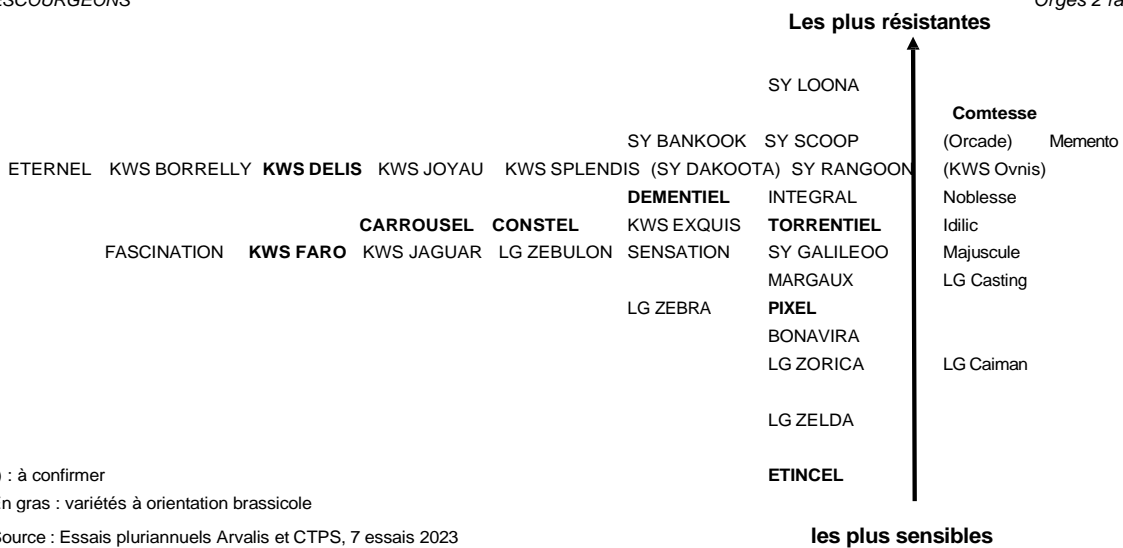 ESCOURGEONS Orges 2 ra
Les plus résistantes
SY LOONA
Comtesse
SY BANKOOK SY SCOOP (Orcade) Memento
ETERNEL KWS BORRELLY KWS DELIS KWS JOYAU KWS SPLENDIS (SY DAKOOTA) SY RANGOON (KWS Ovnis)
DEMENTIEL INTEGRAL Noblesse
CARROUSEL CONSTEL KWS EXQUIS TORRENTIEL Idilic
FASCINATION KWS FARO KWS JAGUAR LG ZEBULON SENSATION SY GALILEOO Majuscule
MARGAUX LG Casting
LG ZEBRA PIXEL
BONAVIRA
LG ZORICA LG Caiman
LG ZELDA
) : à confirmer ETINCEL
En gras : variétés à orientation brassicole
Source : Essais pluriannuels Arvalis et CTPS, 7 essais 2023 les plus sensibles